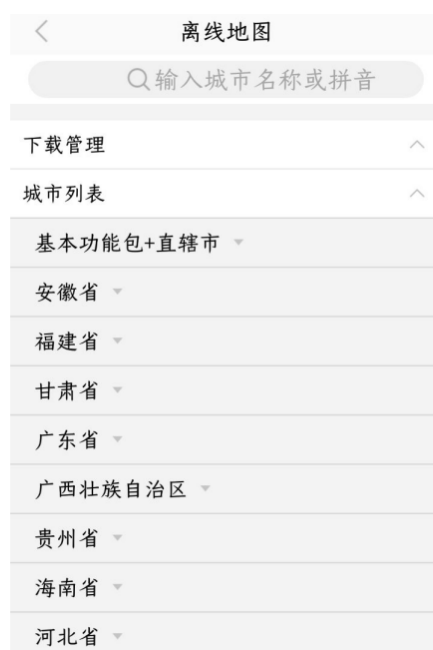 离线地图
输入城市名称或拼音
下载管理
城市列表
基本功能包+直辖市
安徽省
福建省
甘肃省
广东省
广西壮族自治区
贵州省
海南省
河北省